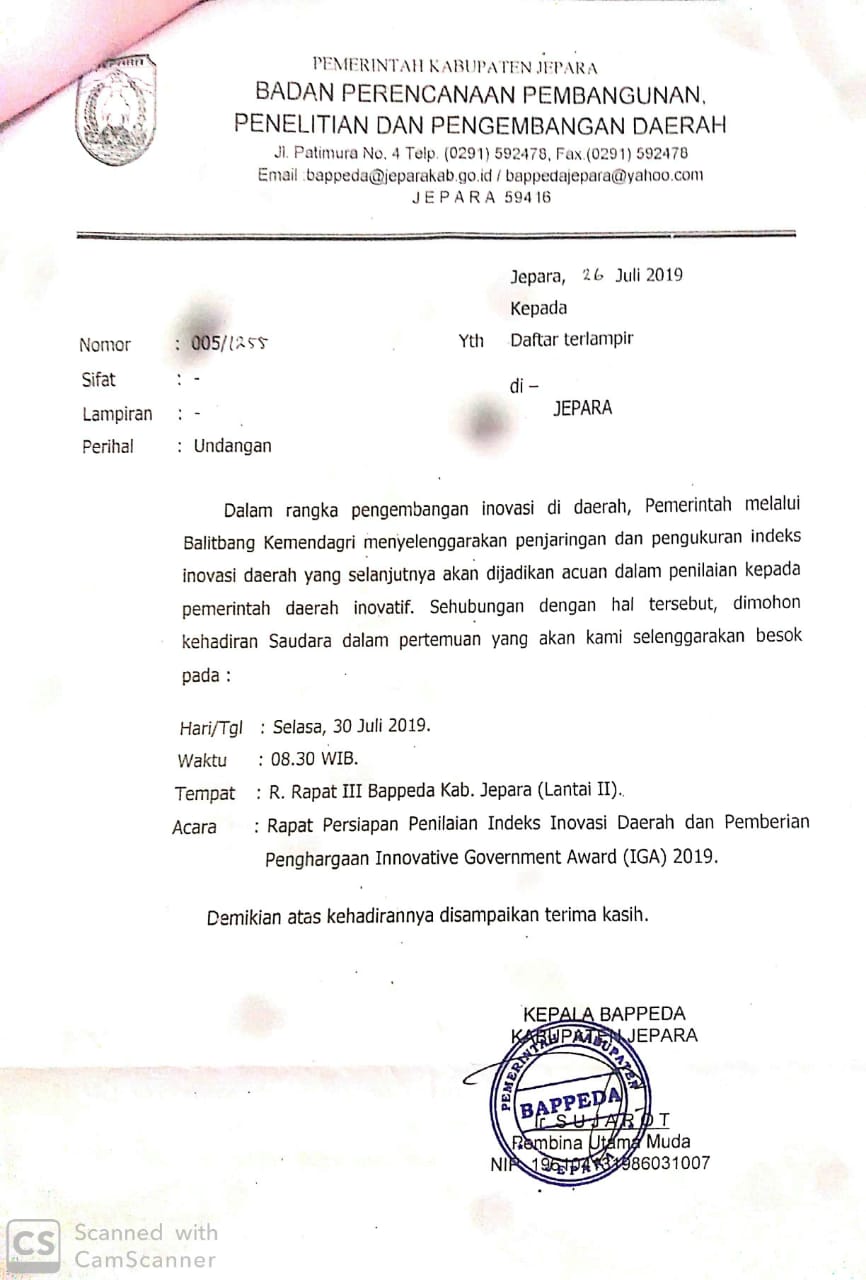 JEPARA
PEMERINTAH KABUPATEN JEPARA
BADAN PERENCANAAN PEMBANGUNAN,
PENELITIAN DAN PENGEMBANGAN DAERAH
Jl. Patimura No. 4 Telp. (0291) 592478, Fax.(0291) 592478
Email :bappeda@jeparakab.go.id / bappedajepara@yahoo.com
J E P A R A 59416
Jepara, 26 Juli 2019
Kepada
Nomor : 005/1255
Yth Daftar terlampir
Sifat : -
di –
Lampiran : -
JEPARA
Perihal : Undangan
Dalam rangka pengembangan inovasi di daerah, Pemerintah melalui
Balitbang Kemendagri menyelenggarakan penjaringan dan pengukuran indeks
inovasi daerah yang selanjutnya akan dijadikan acuan dalam penilaian kepada
pemerintah daerah inovatif. Sehubungan dengan hal tersebut, dimohon
kehadiran Saudara dalam pertemuan yang akan kami selenggarakan besok
pada :
Hari/Tgl : Selasa, 30 Juli 2019.
Waktu : 08.30 WIB.
Tempat : R. Rapat III Bappeda Kab. Jepara (Lantai II).
Acara : Rapat Persiapan Penilaian Indeks Inovasi Daerah dan Pemberian
Penghargaan Innovative Government Award (IGA) 2019.
Demikian atas kehadirannya disampaikan terima kasih.
KEPALA BAPPEDA
KABUPATEN JEPARA
PEMERINTAH KABUPATEN
BAPPEDA
JEPARA
Ir. S U J A R O T
Pembina Utama Muda
NIP.
CS Scanned with
CamScanner